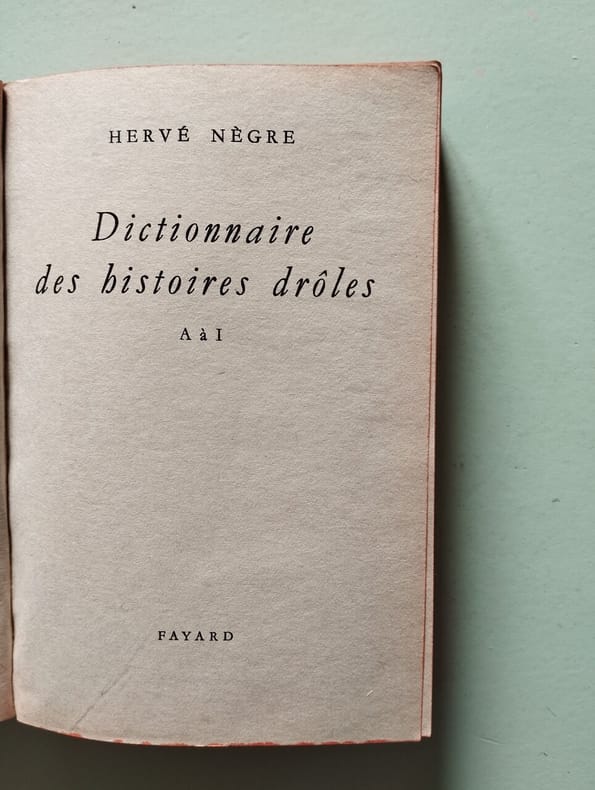 HERVÉ NÈGRE
Dictionnaire
des histoires drôles
A à I
FAYARD